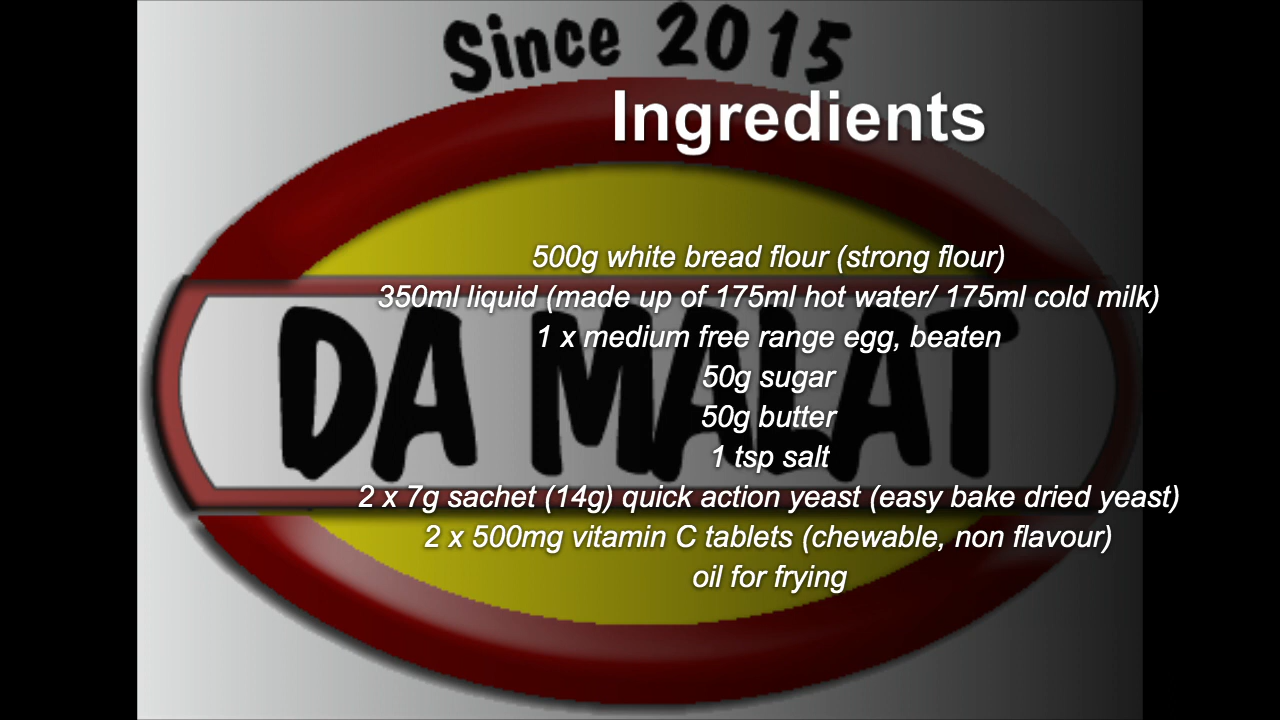 Since 2015
Ingredients
500g white bread flour (strong flour)
350ml liquid (made up of 175ml hot water/ 175ml cold milk)
1 x medium free range egg, beaten
DA MALAT
50g sugar
50g butter
1 tsp salt
2 x 7g sachet (14g) quick action yeast (easy bake dried yeast)
2 x 500mg vitamin C tablets (chewable, non flavour)
oil for frying